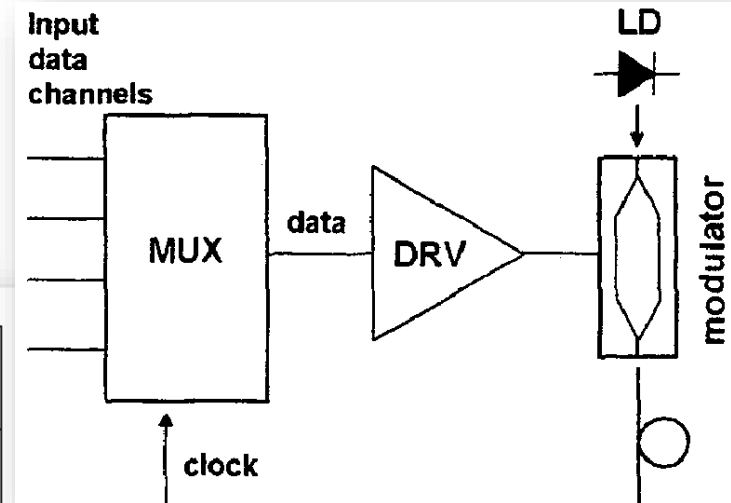 Input
data
channels
LD
MUX
data
DRV
modulator
clock